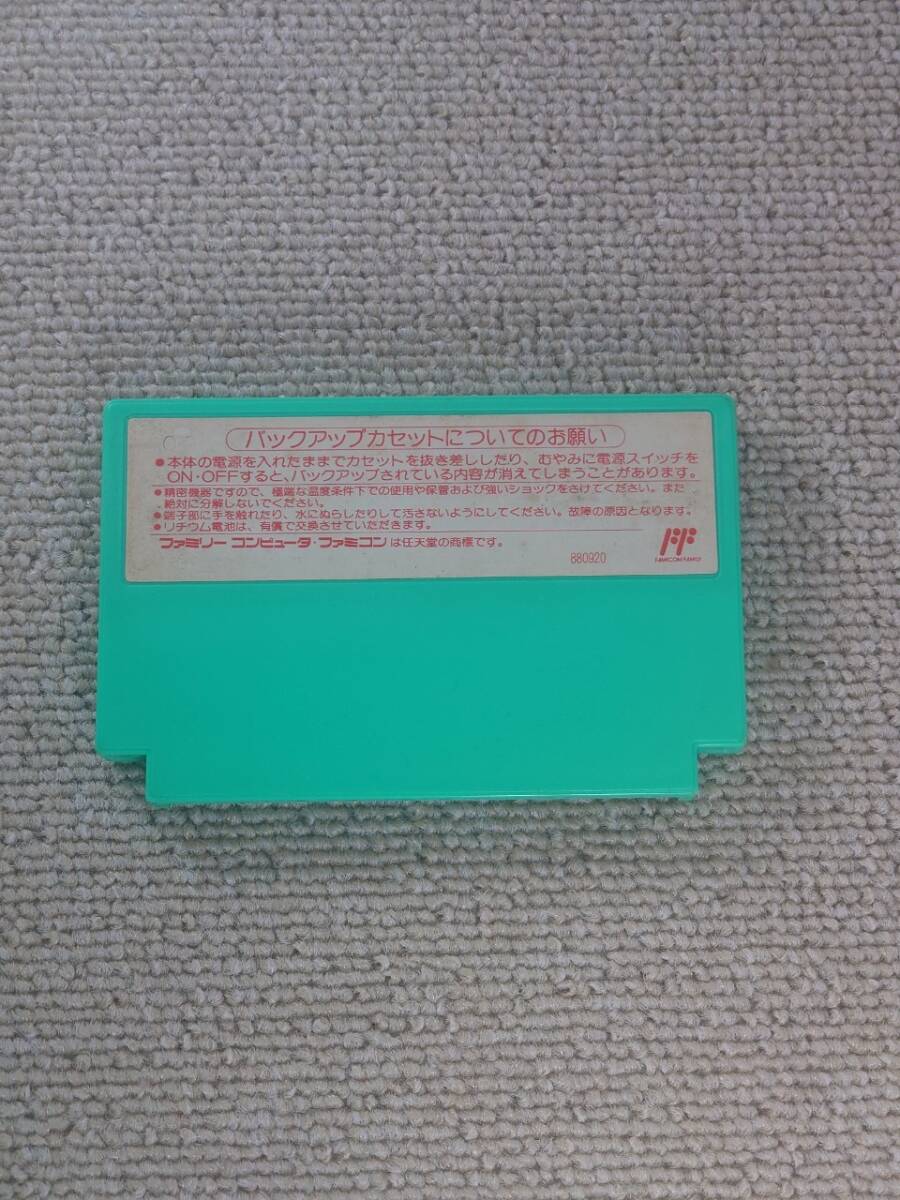 バックアップカセットについてのお願い
●本体の電源を入れたままでカセットを抜き差ししたり、むやみに電源スイッチを
ON・OFFすると、バックアップされている内容が消えてしまうことがあります。
●精密機器ですので、極端な温度条件下での使用や保管および強いショックをさけてください。また
絶対に分解しないでください。
●端子部に手を触れたり、水にぬらしたりして汚さないようにしてください。故障の原因となります。
●リチウム電池は、有償で交換させていただきます。
ファミリー コンピュータ・ファミコンは任天堂の商標です。
880920
FAMICOM FAMILY